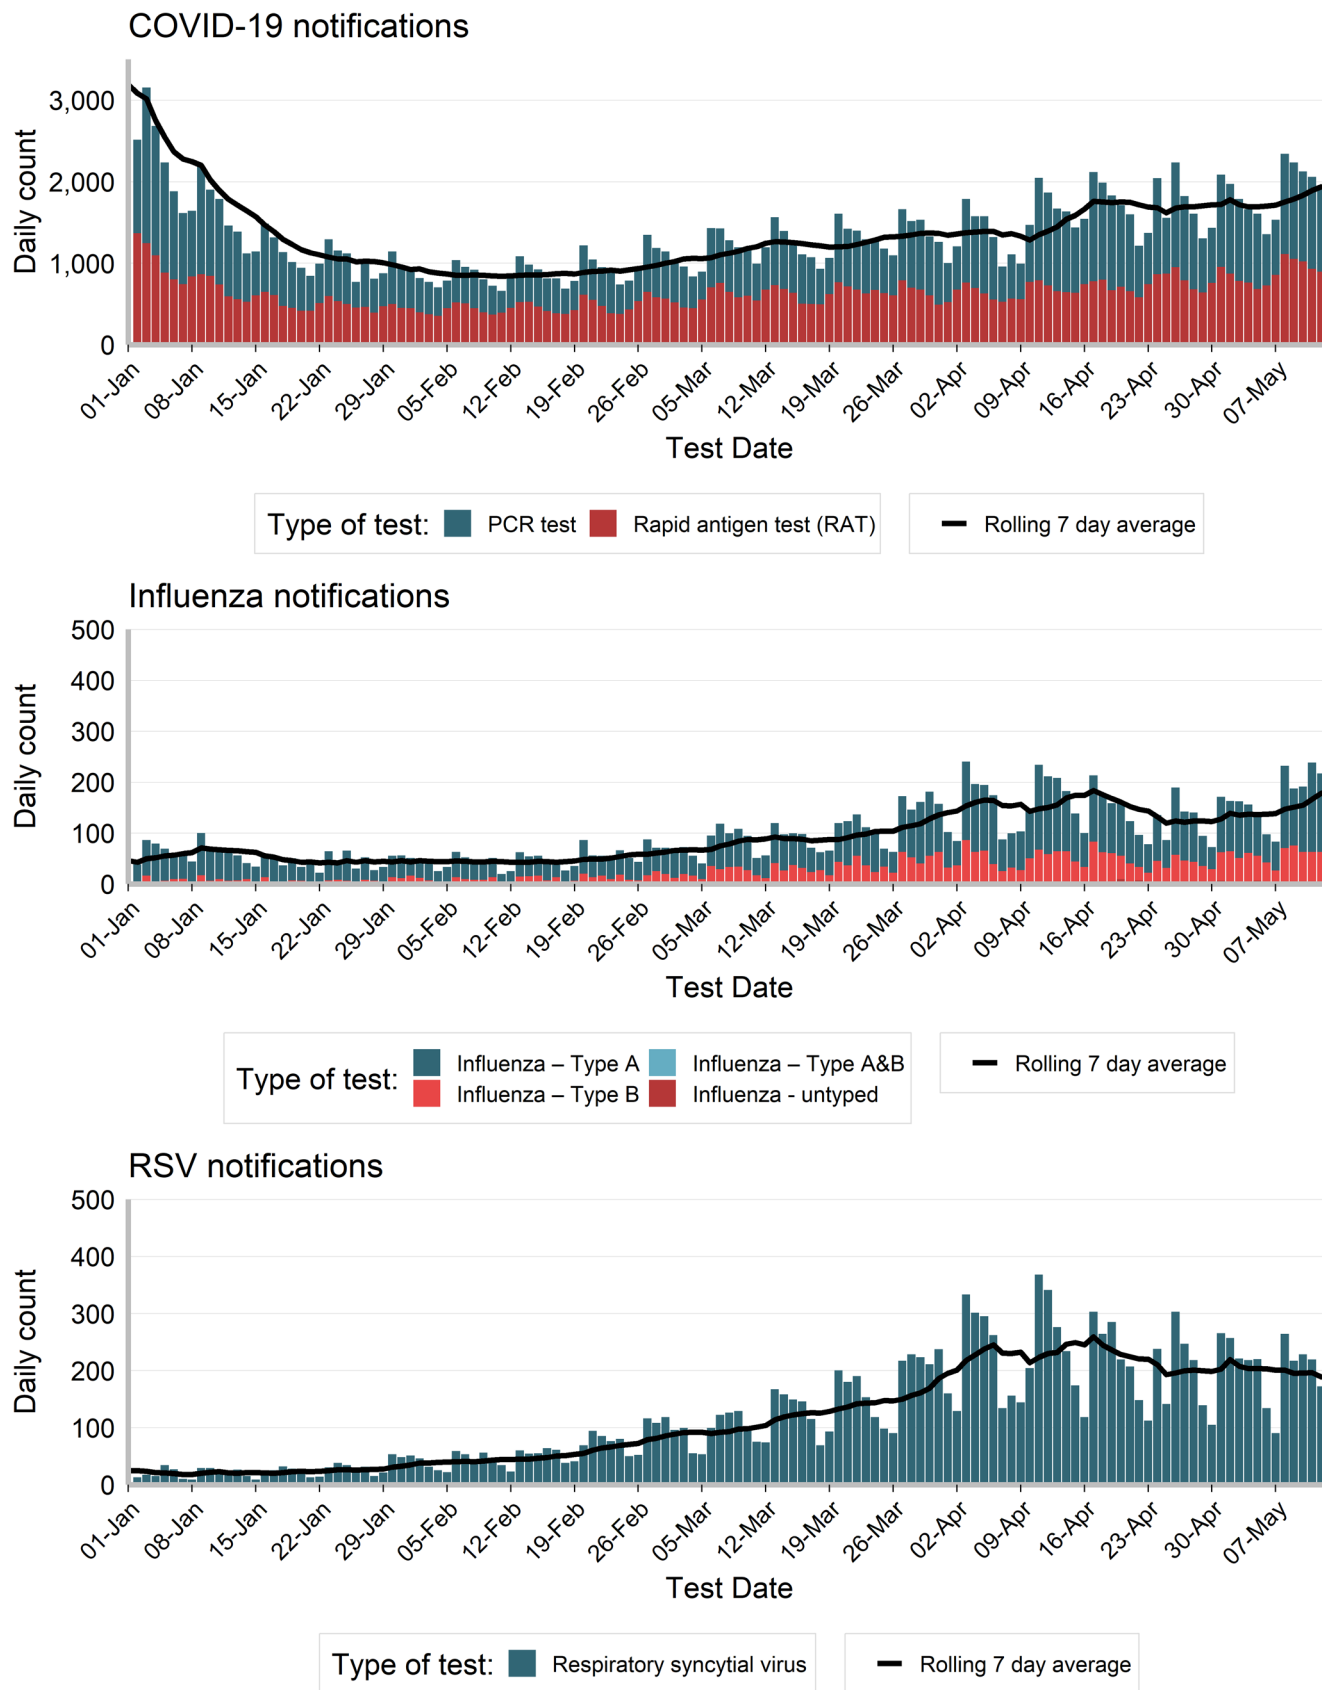 COVID-19 notifications
3,000
2,000
1,000
0
Daily count
01-Jan 08-Jan 15-Jan 22-Jan 29-Jan 05-Feb 12-Feb 19-Feb 26-Feb 05-Mar 12-Mar 19-Mar 26-Mar 02-Apr 09-Apr 16-Apr 23-Apr 30-Apr 07-May
Test Date
Type of test: PCR test Rapid antigen test (RAT) Rolling 7 day average
Influenza notifications
500
400
300
200
100
0
Daily count
01-Jan 08-Jan 15-Jan 22-Jan 29-Jan 05-Feb 12-Feb 19-Feb 26-Feb 05-Mar 12-Mar 19-Mar 26-Mar 02-Apr 09-Apr 16-Apr 23-Apr 30-Apr 07-May
Test Date
Type of test:
Influenza – Type A Influenza – Type A&B
Influenza – Type B Influenza - untyped
Rolling 7 day average
RSV notifications
500
400
300
200
100
0
Daily count
01-Jan 08-Jan 15-Jan 22-Jan 29-Jan 05-Feb 12-Feb 19-Feb 26-Feb 05-Mar 12-Mar 19-Mar 26-Mar 02-Apr 09-Apr 16-Apr 23-Apr 30-Apr 07-May
Test Date
Type of test: Respiratory syncytial virus Rolling 7 day average